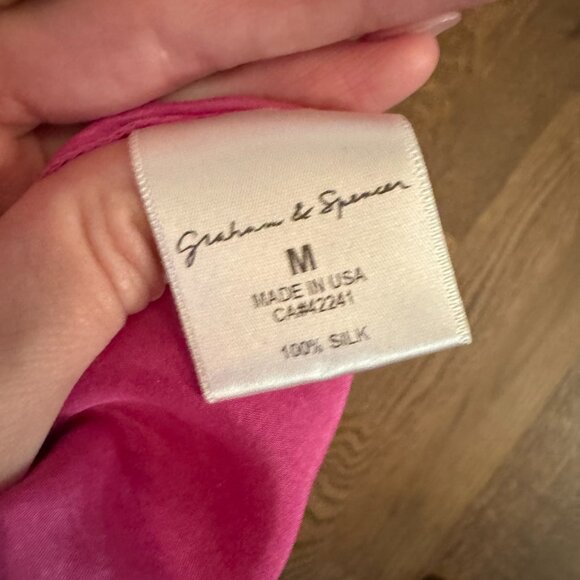 Graham & Spencer
M
MADE IN USA
CA#42241
100% SILK